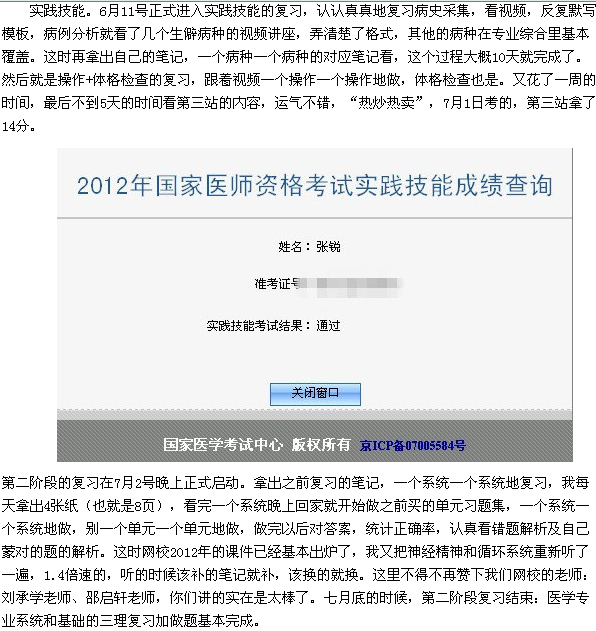 实践技能。6月11号正式进入实践技能的复习，认认真真地复习病史采集，看视频，反复默写
模板，病例分析就看了几个生解病种的视频讲座，弄清楚了格式，其他的病种在专业综合里基本
覆盖。这时再拿出自己的笔记，一个病种一个病种的对应笔记看，这个过程大概10天就完成了。
然后就是操作+体格检查的复习，跟着视频一个操作一个操作地做，体格检查也是。又花了一周的
时间，最后不到5天的时间看第三站的内容，运气不错，“热炒热卖”，7月1日考的，第三站拿了
14分。
2012年国家医师资格考试实践技能成绩查询
姓名：张锐
准考证号
实践技能考试结果：通过
关闭窗口
国家医学考试中心 版权所有 京ICP备07005584号
第二阶段的复习在7月2号晚上正式启动。拿出之前复习的笔记，一个系统一个系统地复习，我每
天拿出4张纸（也就是8页），看完一个系统晚上回家就开始做之前买的单元习题集，一个系统一
个系统地做，别一个单元一个单元地做，做完以后对答案，统计正确率，认真看错题解析及自己
蒙对的题的解析。这时网校2012年的课件已经基本出炉了，我又把神经精神和循环系统重新听了
一遍，1.4倍速的，听的时候该补的笔记就补，该换的就换。这里不得不再赞下我们网校的老师：
刘承学老师、邵启轩老师，你们讲的实在是太棒了。七月底的时候，第二阶段复习结束：医学专
业系统和基础的三理复习加做题基本完成。